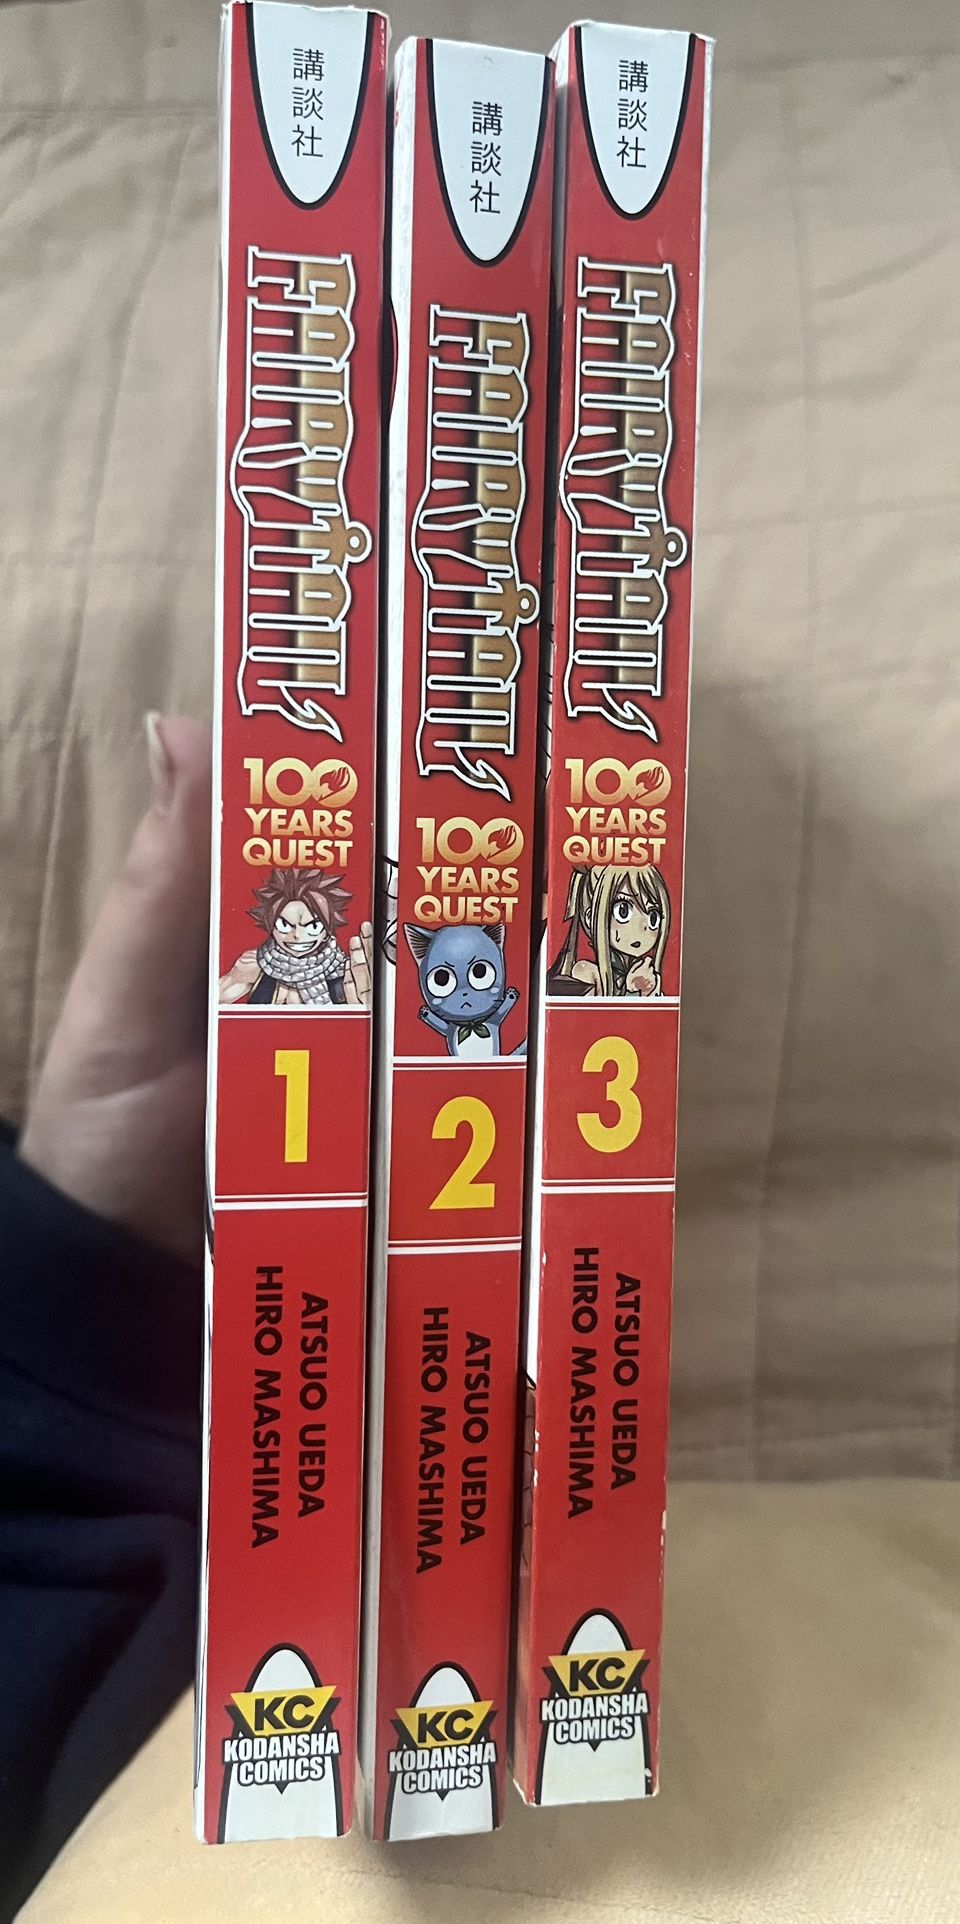 講談社
FAIRY TAIL
100
YEARS
QUEST
1
ATSUO UEDA
HIRO MASHIMA
KC
KODANSHA
COMICS
講談社
FAIRY TAIL
100
YEARS
QUEST
2
ATSUO UEDA
HIRO MASHIMA
KC
KODANSHA
COMICS
講談社
FAIRY TAIL
100
YEARS
QUEST
3
ATSUO UEDA
HIRO MASHIMA
KC
KODANSHA
COMICS